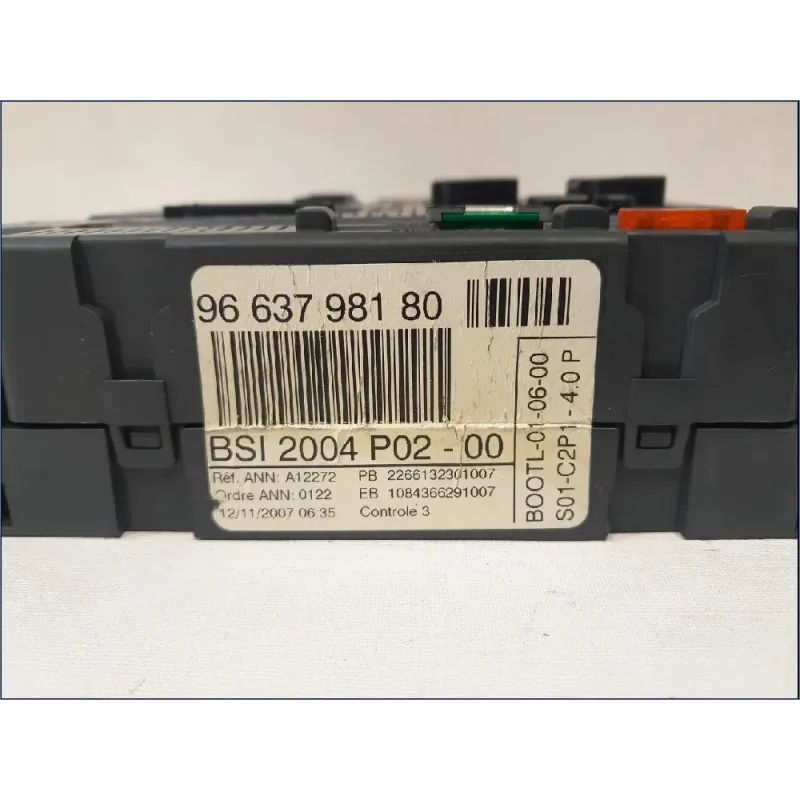 96 637 981 80
BSI 2004 P02 - 00
Réf. ANN: A12272 PB 2266132301007
Ordre ANN: 0122 EB 1084366291007
12/11/2007 06:35 Controle 3
BOOTL-01-06-00
S01-C2P1 - 4.0 P